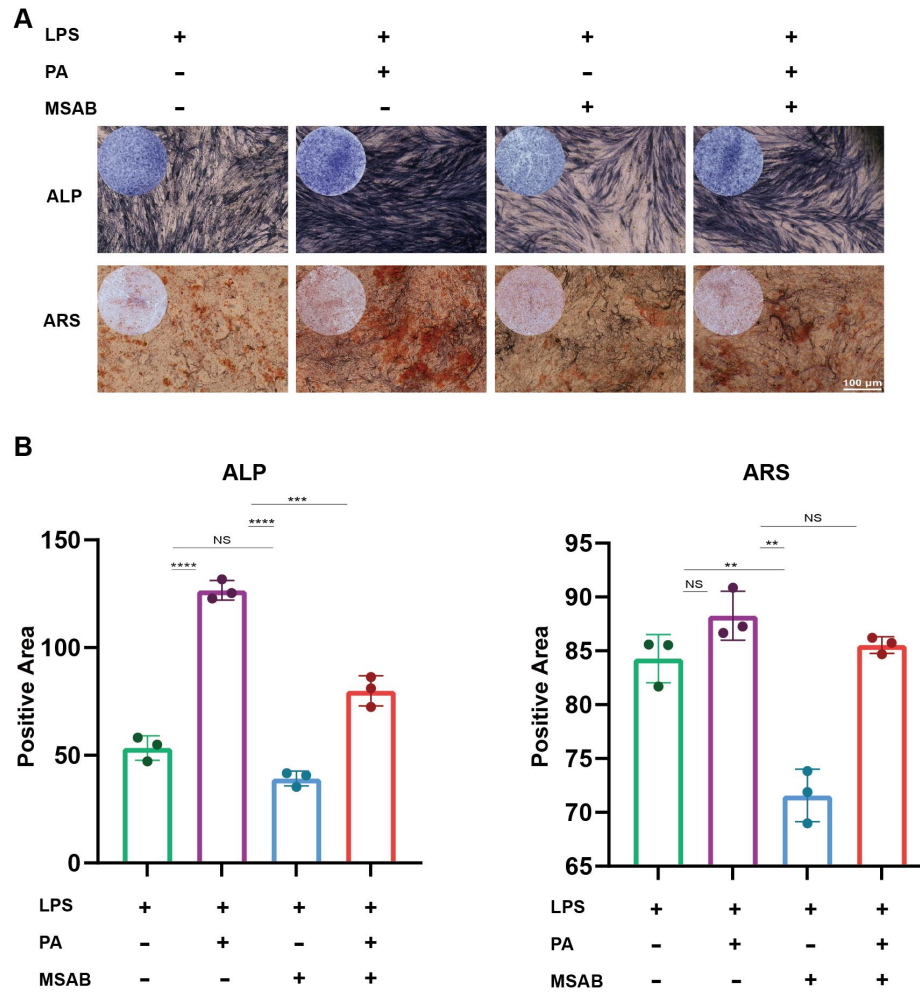 A
LPS + + + +
PA - + - +
MSAB - - + +
ALP
ARS
100 μm
B
ALP
***
****
NS
****
150
100
50
0
Positive Area
LPS + + + +
PA - + - +
MSAB - - + +
ARS
NS
**
**
NS
95
90
85
80
75
70
65
Positive Area
LPS + + + +
PA - + - +
MSAB - - + +